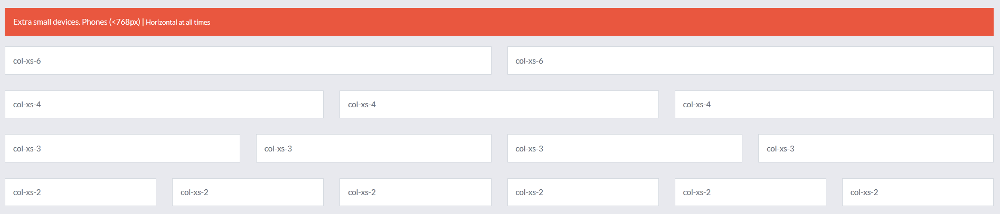 Extra small devices. Phones (<768px) | Horizontal at all times
col-xs-6 col-xs-6
col-xs-4 col-xs-4 col-xs-4
col-xs-3 col-xs-3 col-xs-3 col-xs-3
col-xs-2 col-xs-2 col-xs-2 col-xs-2 col-xs-2 col-xs-2